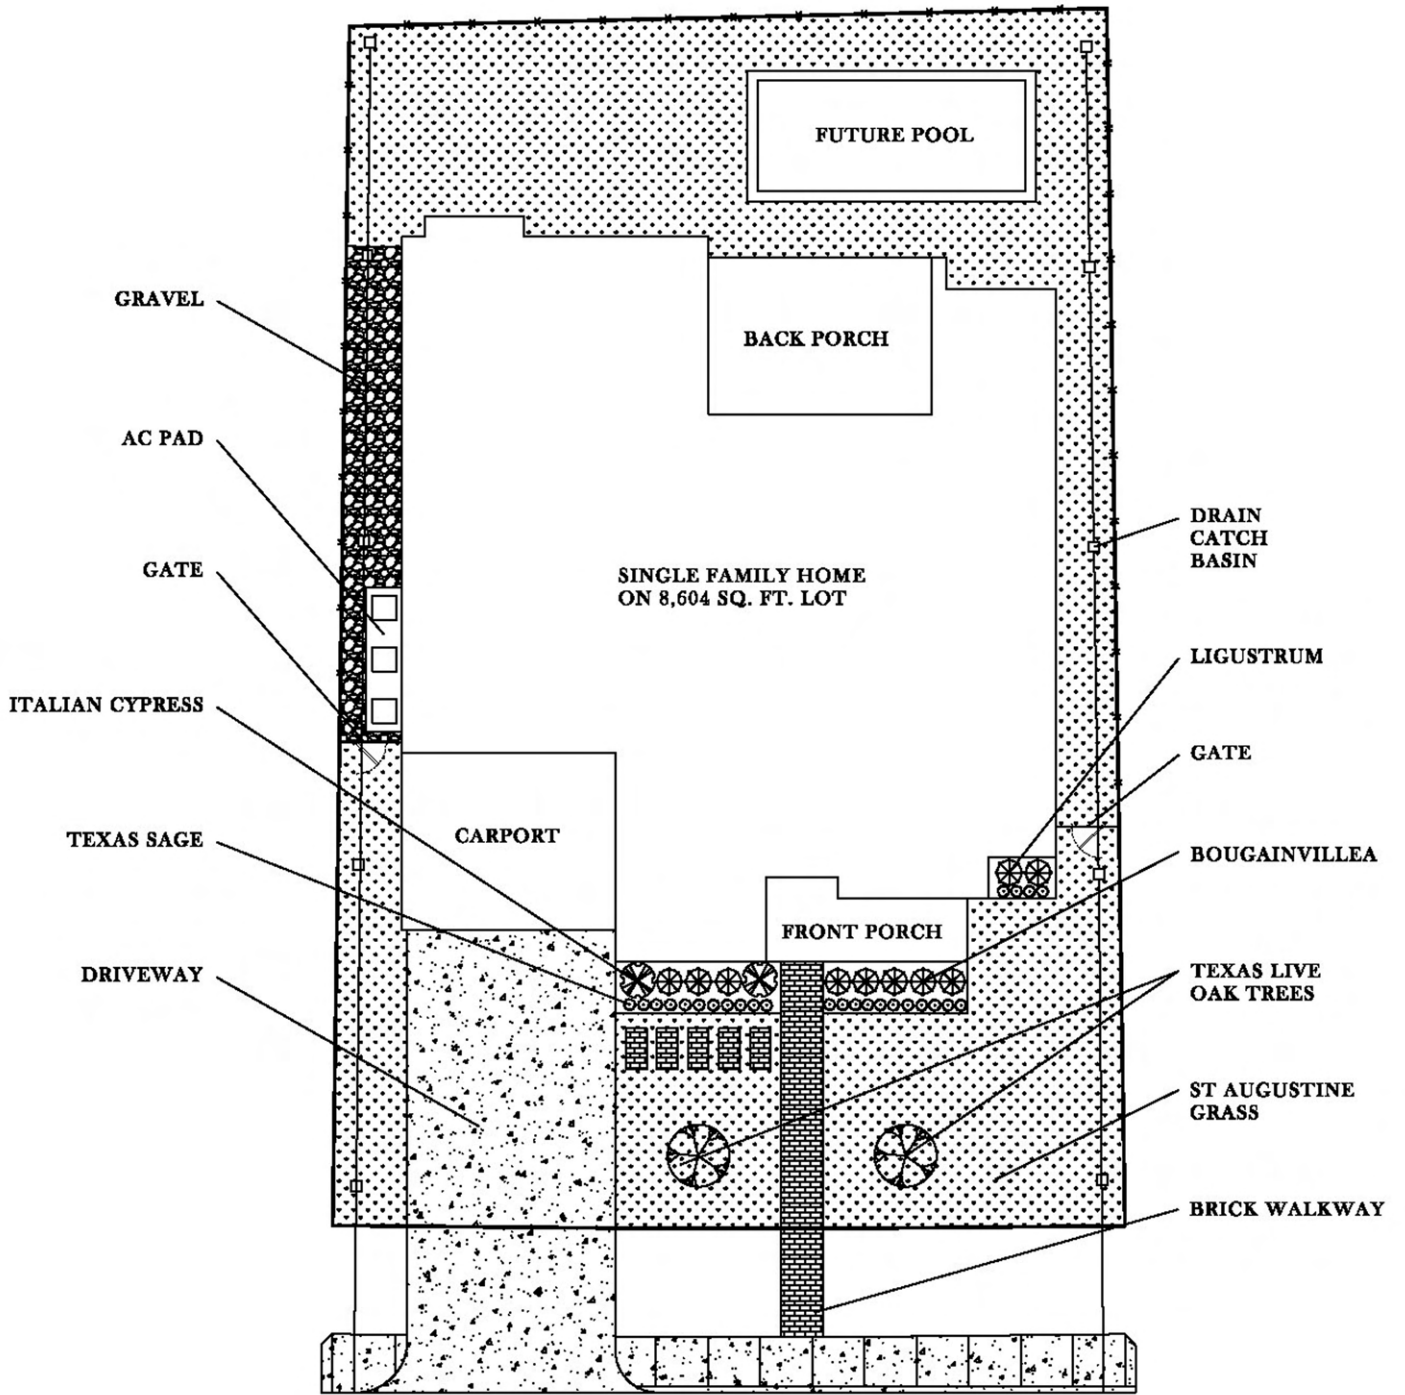 FUTURE POOL
GRAVEL
BACK PORCH
AC PAD
DRAIN
CATCH
BASIN
GATE
SINGLE FAMILY HOME
ON 8,604 SQ. FT. LOT
LIGUSTRUM
ITALIAN CYPRESS
GATE
CARPORT
TEXAS SAGE
BOUGAINVILLEA
FRONT PORCH
DRIVEWAY
TEXAS LIVE
OAK TREES
ST AUGUSTINE
GRASS
BRICK WALKWAY